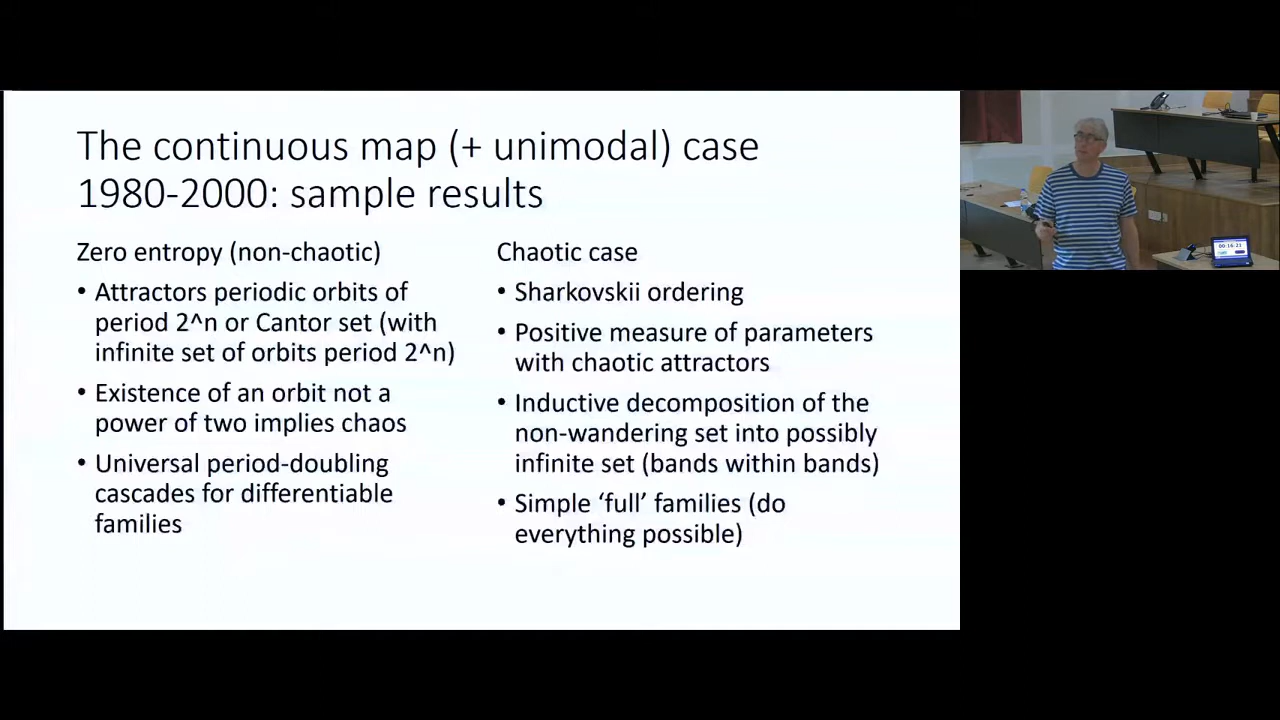 The continuous map (+ unimodal) case
1980-2000: sample results
Zero entropy (non-chaotic)
• Attractors periodic orbits of
period 2^n or Cantor set (with
infinite set of orbits period 2^n)
• Existence of an orbit not a
power of two implies chaos
• Universal period-doubling
cascades for differentiable
families
Chaotic case
• Sharkovskii ordering
• Positive measure of parameters
with chaotic attractors
• Inductive decomposition of the
non-wandering set into possibly
infinite set (bands within bands)
• Simple ‘full’ families (do
everything possible)
00:16:21